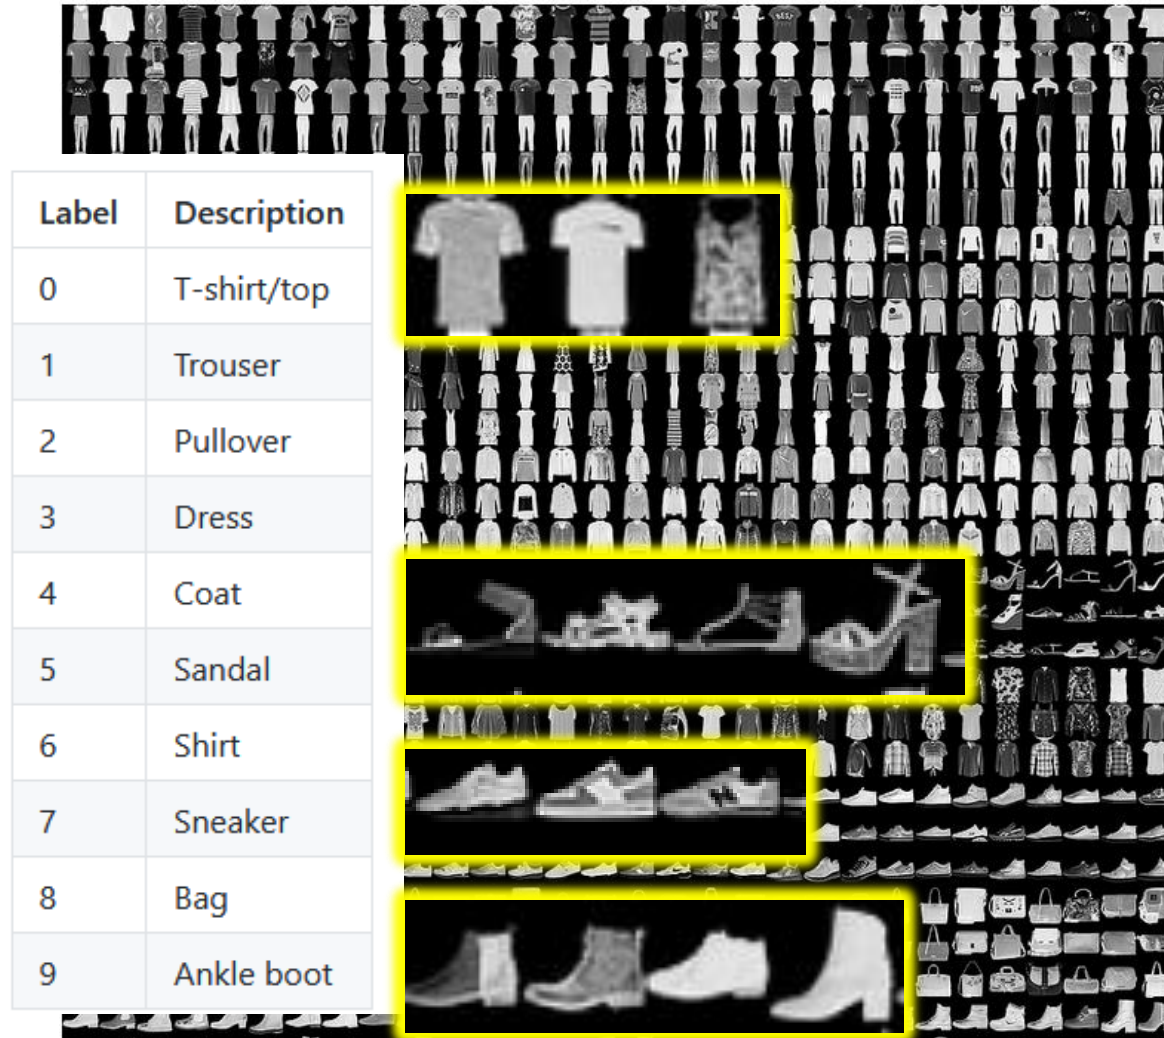 Label Description
0 T-shirt/top
1 Trouser
2 Pullover
3 Dress
4 Coat
5 Sandal
6 Shirt
7 Sneaker
8 Bag
9 Ankle boot